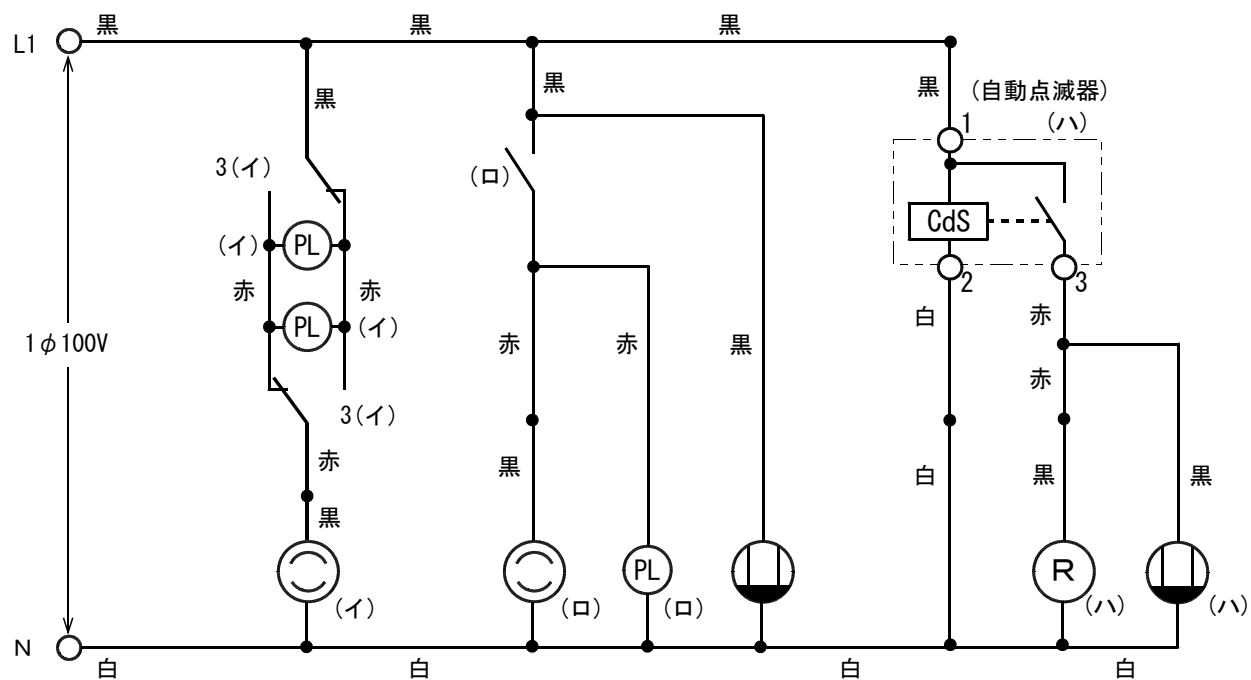 黒
黒
黒
L1
黒
黒
黒
(自動点滅器)
(ハ)
1
3(イ)
(ロ)
CdS
(イ)
PL
2
3
赤
赤
白
赤
PL
(イ)
1φ100V
赤
赤
黒
赤
3(イ)
赤
黒
白
黒
黒
黒
R
PL
(イ)
(ロ)
(ロ)
(ハ)
(ハ)
N
白
白
白
白